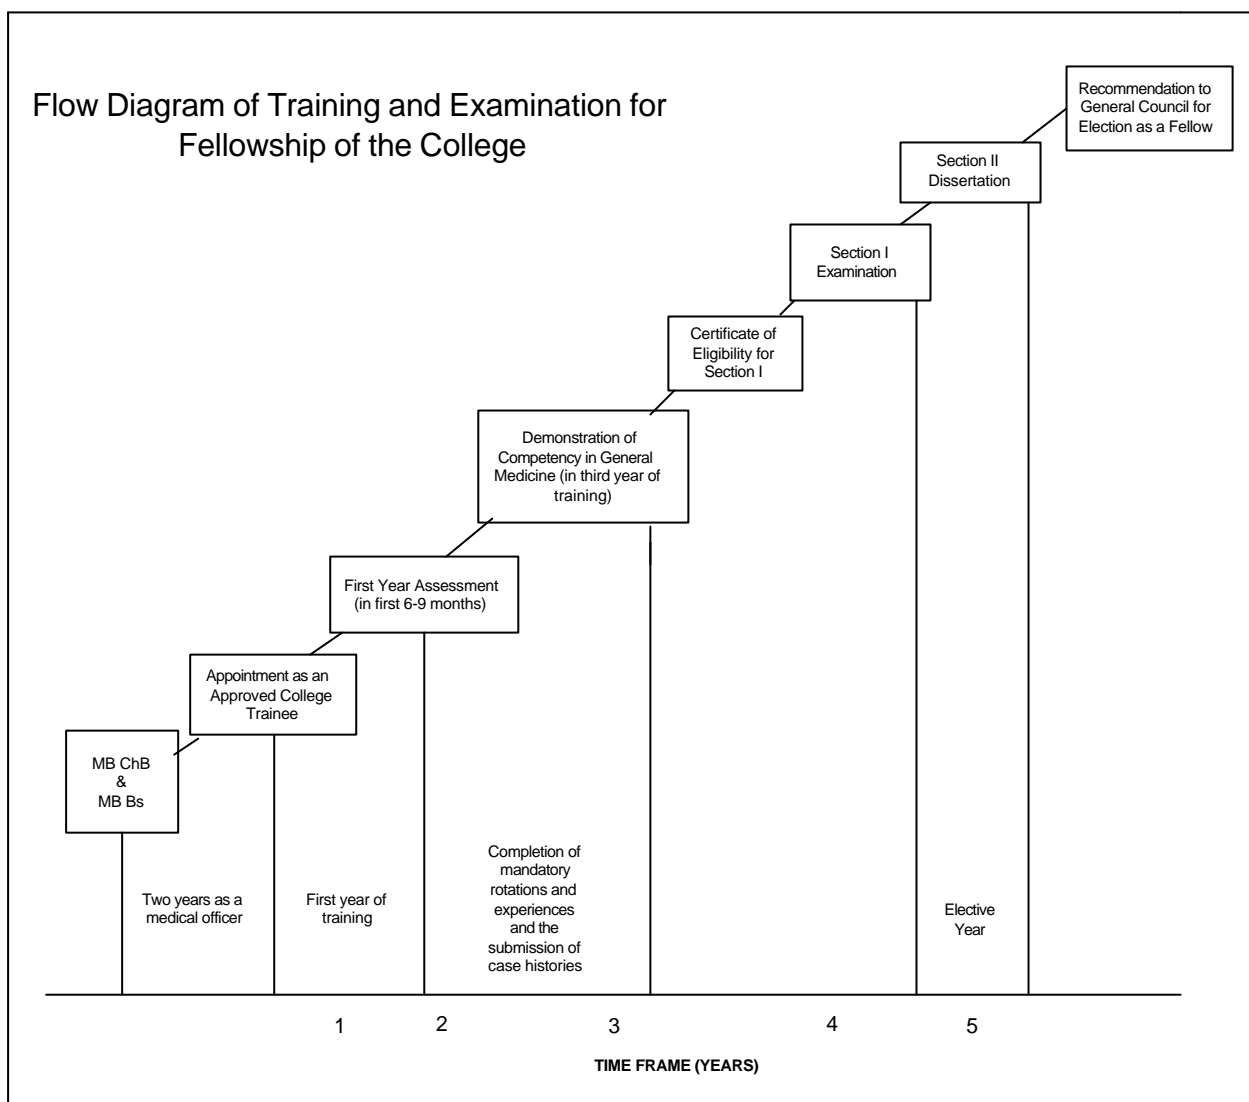 Flow Diagram of Training and Examination for
Fellowship of the College
Recommendation to
General Council for
Election as a Fellow
Section II
Dissertation
Section I
Examination
Certificate of
Eligibility for
Section I
Demonstration of
Competency in General
Medicine (in third year of
training)
First Year Assessment
(in first 6-9 months)
Appointment as an
Approved College
Trainee
MB ChB
&
MB Bs
Two years as a
medical officer
First year of
training
Completion of
mandatory
rotations and
experiences
and the
submission of
case histories
Elective
Year
1 2 3 4 5
TIME FRAME (YEARS)